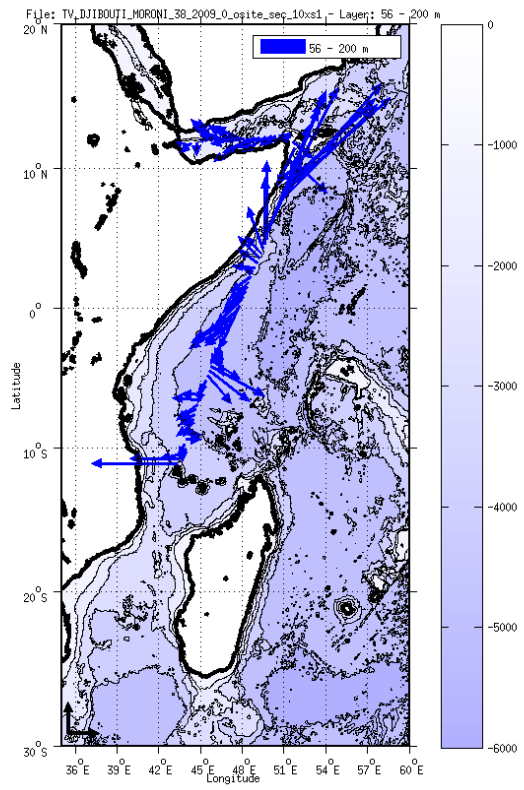 File: TV_DJIBOUTI_MORONI_38_2009_0_osite_sec_10xs1 - Layer: 56 - 200 m
56 - 200 m
20°N
10°N
0°
10°S
20°S
30°S
Latitude
36°E 39°E 42°E 45°E 48°E 51°E 54°E 57°E 60°E
Longitude
0
-1000
-2000
-3000
-4000
-5000
-6000